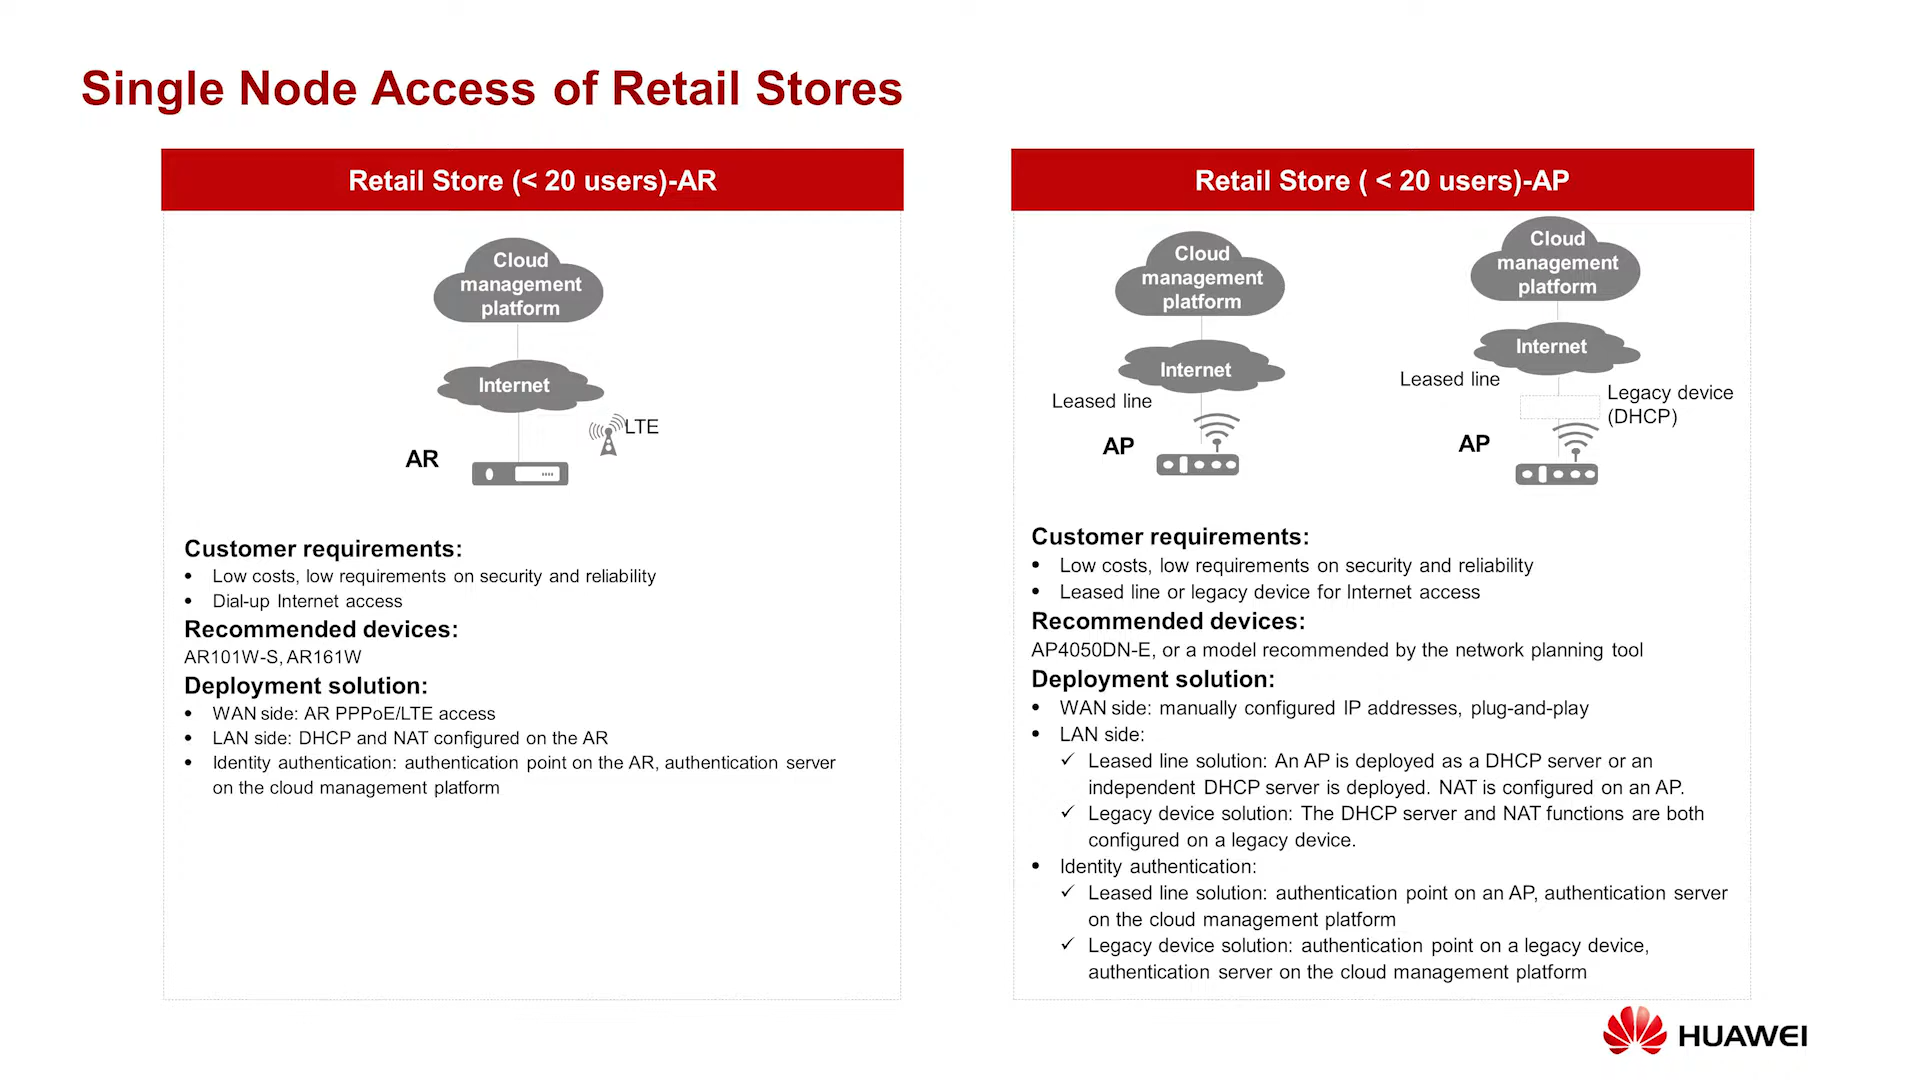 Single Node Access of Retail Stores
Retail Store (< 20 users)-AR
Cloud
management
platform
Internet
LTE
AR
Customer requirements:
• Low costs, low requirements on security and reliability
• Dial-up Internet access
Recommended devices:
AR101W-S, AR161W
Deployment solution:
• WAN side: AR PPPoE/LTE access
• LAN side: DHCP and NAT configured on the AR
• Identity authentication: authentication point on the AR, authentication server
on the cloud management platform
Retail Store ( < 20 users)-AP
Cloud
management
platform
Internet
Leased line
AP
Cloud
management
platform
Internet
Leased line
Legacy device
(DHCP)
AP
Customer requirements:
• Low costs, low requirements on security and reliability
• Leased line or legacy device for Internet access
Recommended devices:
AP4050DN-E, or a model recommended by the network planning tool
Deployment solution:
• WAN side: manually configured IP addresses, plug-and-play
• LAN side:
✓ Leased line solution: An AP is deployed as a DHCP server or an
independent DHCP server is deployed. NAT is configured on an AP.
✓ Legacy device solution: The DHCP server and NAT functions are both
configured on a legacy device.
• Identity authentication:
✓ Leased line solution: authentication point on an AP, authentication server
on the cloud management platform
✓ Legacy device solution: authentication point on a legacy device,
authentication server on the cloud management platform
HUAWEI